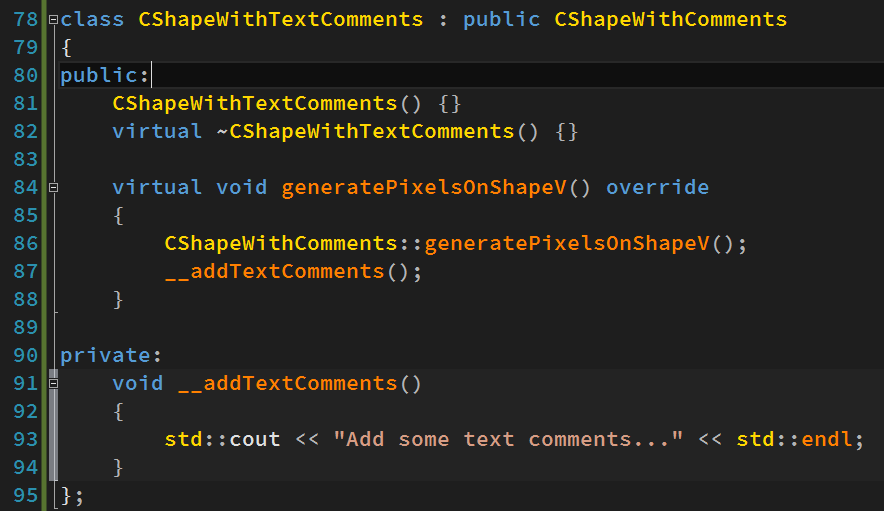 78 class CShapeWithTextComments : public CShapeWithComments
79 {
80 public:
81     CShapeWithTextComments() {}
82     virtual ~CShapeWithTextComments() {}
83
84     virtual void generatePixelsOnShapeV() override
85     {
86         CShapeWithComments::generatePixelsOnShapeV();
87         __addTextComments();
88     }
89
90 private:
91     void __addTextComments()
92     {
93         std::cout << "Add some text comments..." << std::endl;
94     }
95 };